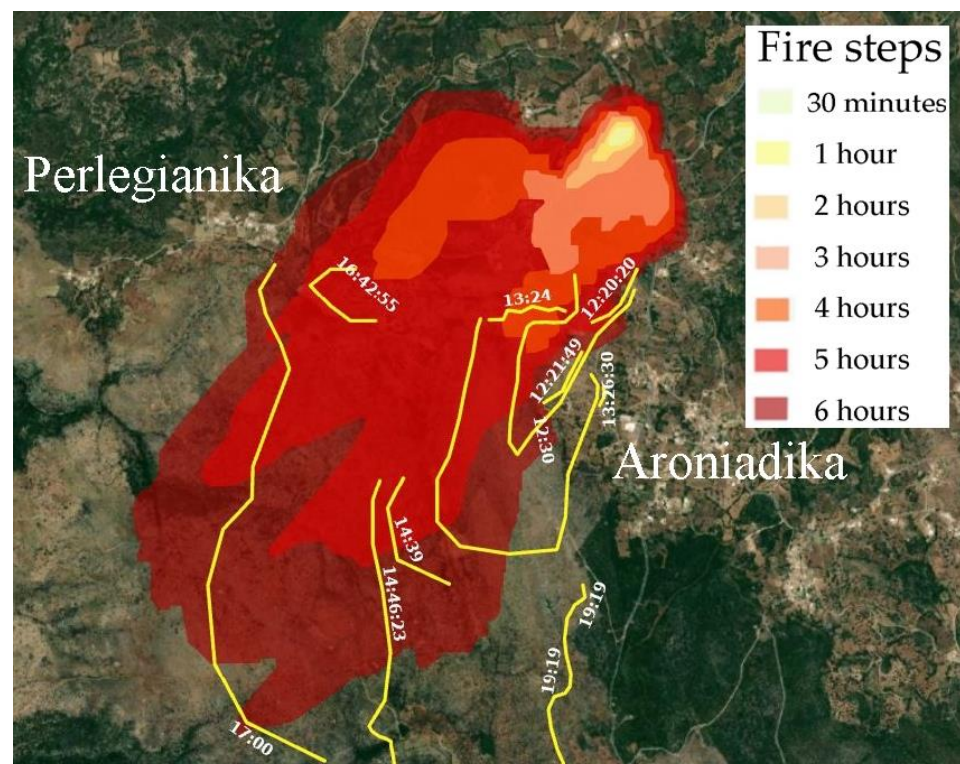 Fire steps
30 minutes
1 hour
2 hours
3 hours
4 hours
5 hours
6 hours
Perlegianika
16:42:55
13:24
12:20:20
12:21:49
12:30
13:26:30
Aroniadika
14:39
14:46:23
19:19
19:19
17:00